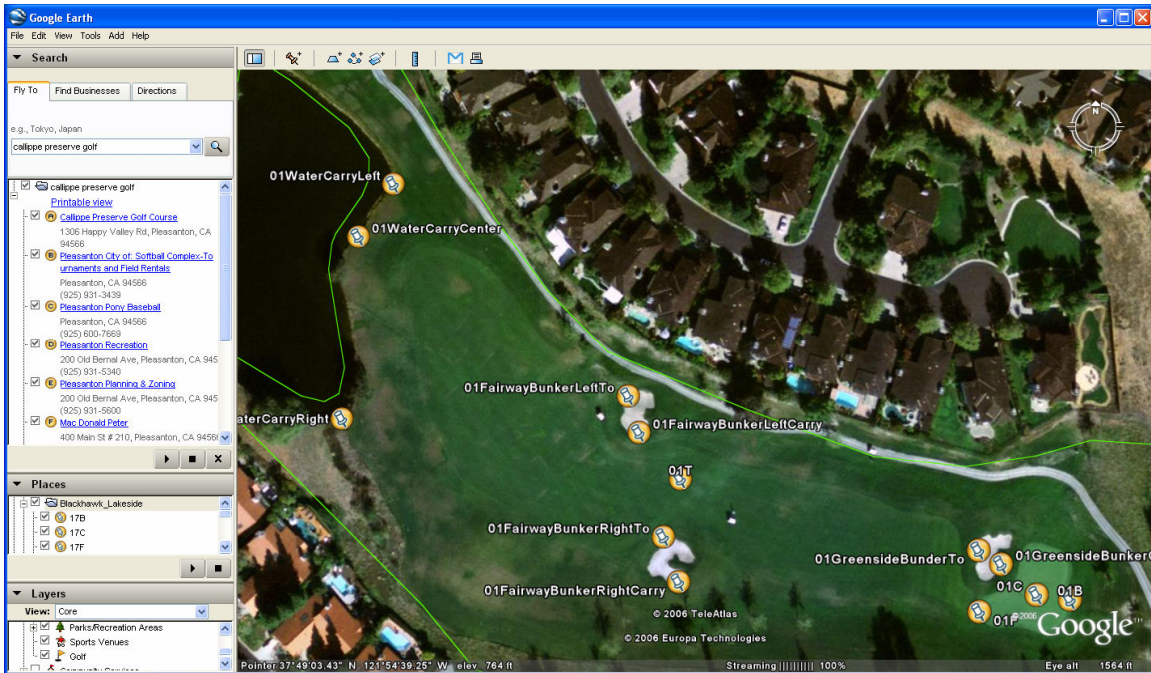 Google Earth
File Edit View Tools Add Help
Search
Fly To Find Businesses Directions
e.g., Tokyo, Japan
callippe preserve golf
callippe preserve golf
Printable view
A Callippe Preserve Golf Course
1306 Happy Valley Rd, Pleasanton, CA
94566
B Pleasanton City of: Softball Complex-To
urnaments and Field Rentals
Pleasanton, CA 94566
(925) 931-3439
C Pleasanton Pony Baseball
Pleasanton, CA 94566
(925) 600-7669
D Pleasanton Recreation
200 Old Bernal Ave, Pleasanton, CA 945
(925) 931-5340
E Pleasanton Planning & Zoning
200 Old Bernal Ave, Pleasanton, CA 945
(925) 931-5600
F Mac Donald Peter
400 Main St # 210, Pleasanton, CA 9456
Places
Blackhawk_Lakeside
17B
17C
17F
Layers
View: Core
Parks/Recreation Areas
Sports Venues
Golf
Community Services
N
01WaterCarryLeft
01WaterCarryCenter
01FairwayBunkerLeftTo
aterCarryRight
01FairwayBunkerLeftCarry
01T
01FairwayBunkerRightTo
01GreensideBunderTo
01GreensideBunkerC
01FairwayBunkerRightCarry
01C
01B
01F
© 2006 TeleAtlas
© 2006 Europa Technologies
©2006 Google™
Pointer 37°49'03.43" N 121°54'39.25" W elev 764 ft Streaming |||||||||| 100% Eye alt 1564 ft